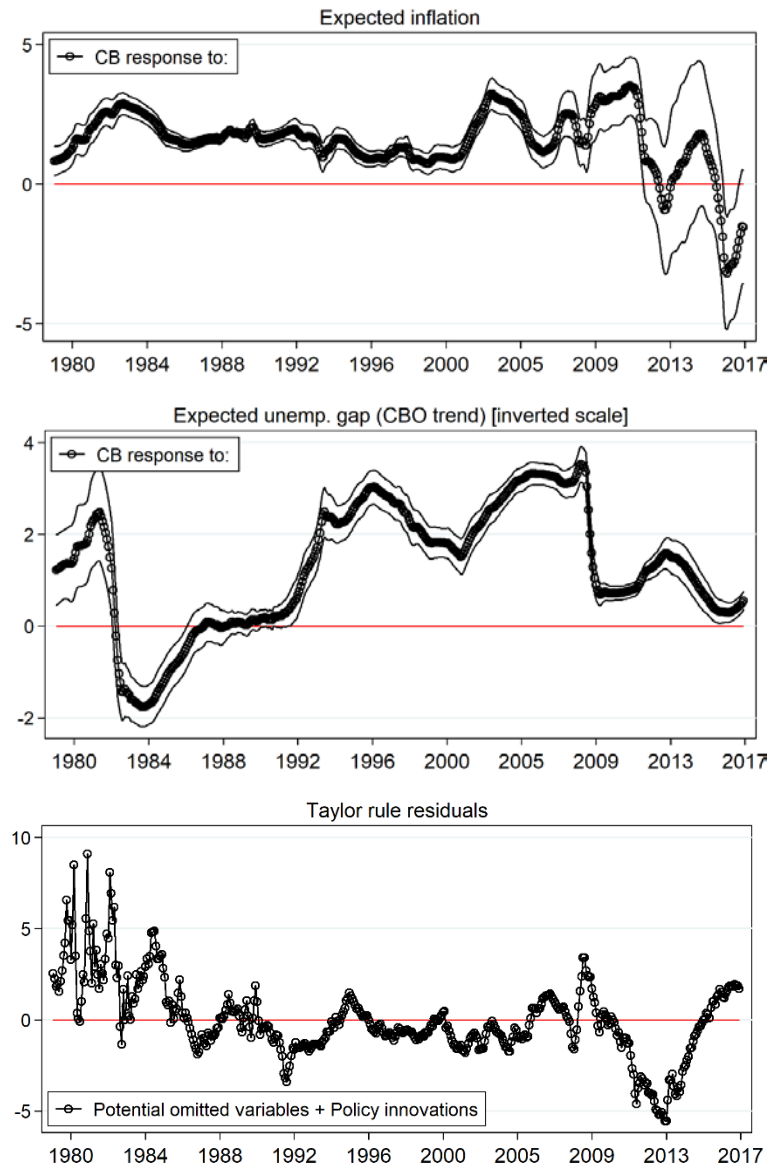 Expected inflation
CB response to:
5
0
-5
1980 1984 1988 1992 1996 2000 2005 2009 2013 2017
Expected unemp. gap (CBO trend) [inverted scale]
CB response to:
4
2
0
-2
1980 1984 1988 1992 1996 2000 2005 2009 2013 2017
Taylor rule residuals
10
5
0
-5
Potential omitted variables + Policy innovations
1980 1984 1988 1992 1996 2000 2005 2009 2013 2017